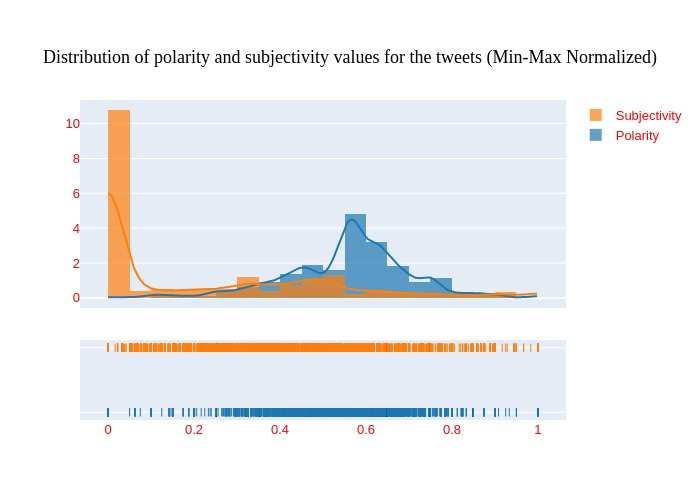 Distribution of polarity and subjectivity values for the tweets (Min-Max Normalized)
Subjectivity
Polarity
10
8
6
4
2
0
0 0.2 0.4 0.6 0.8 1